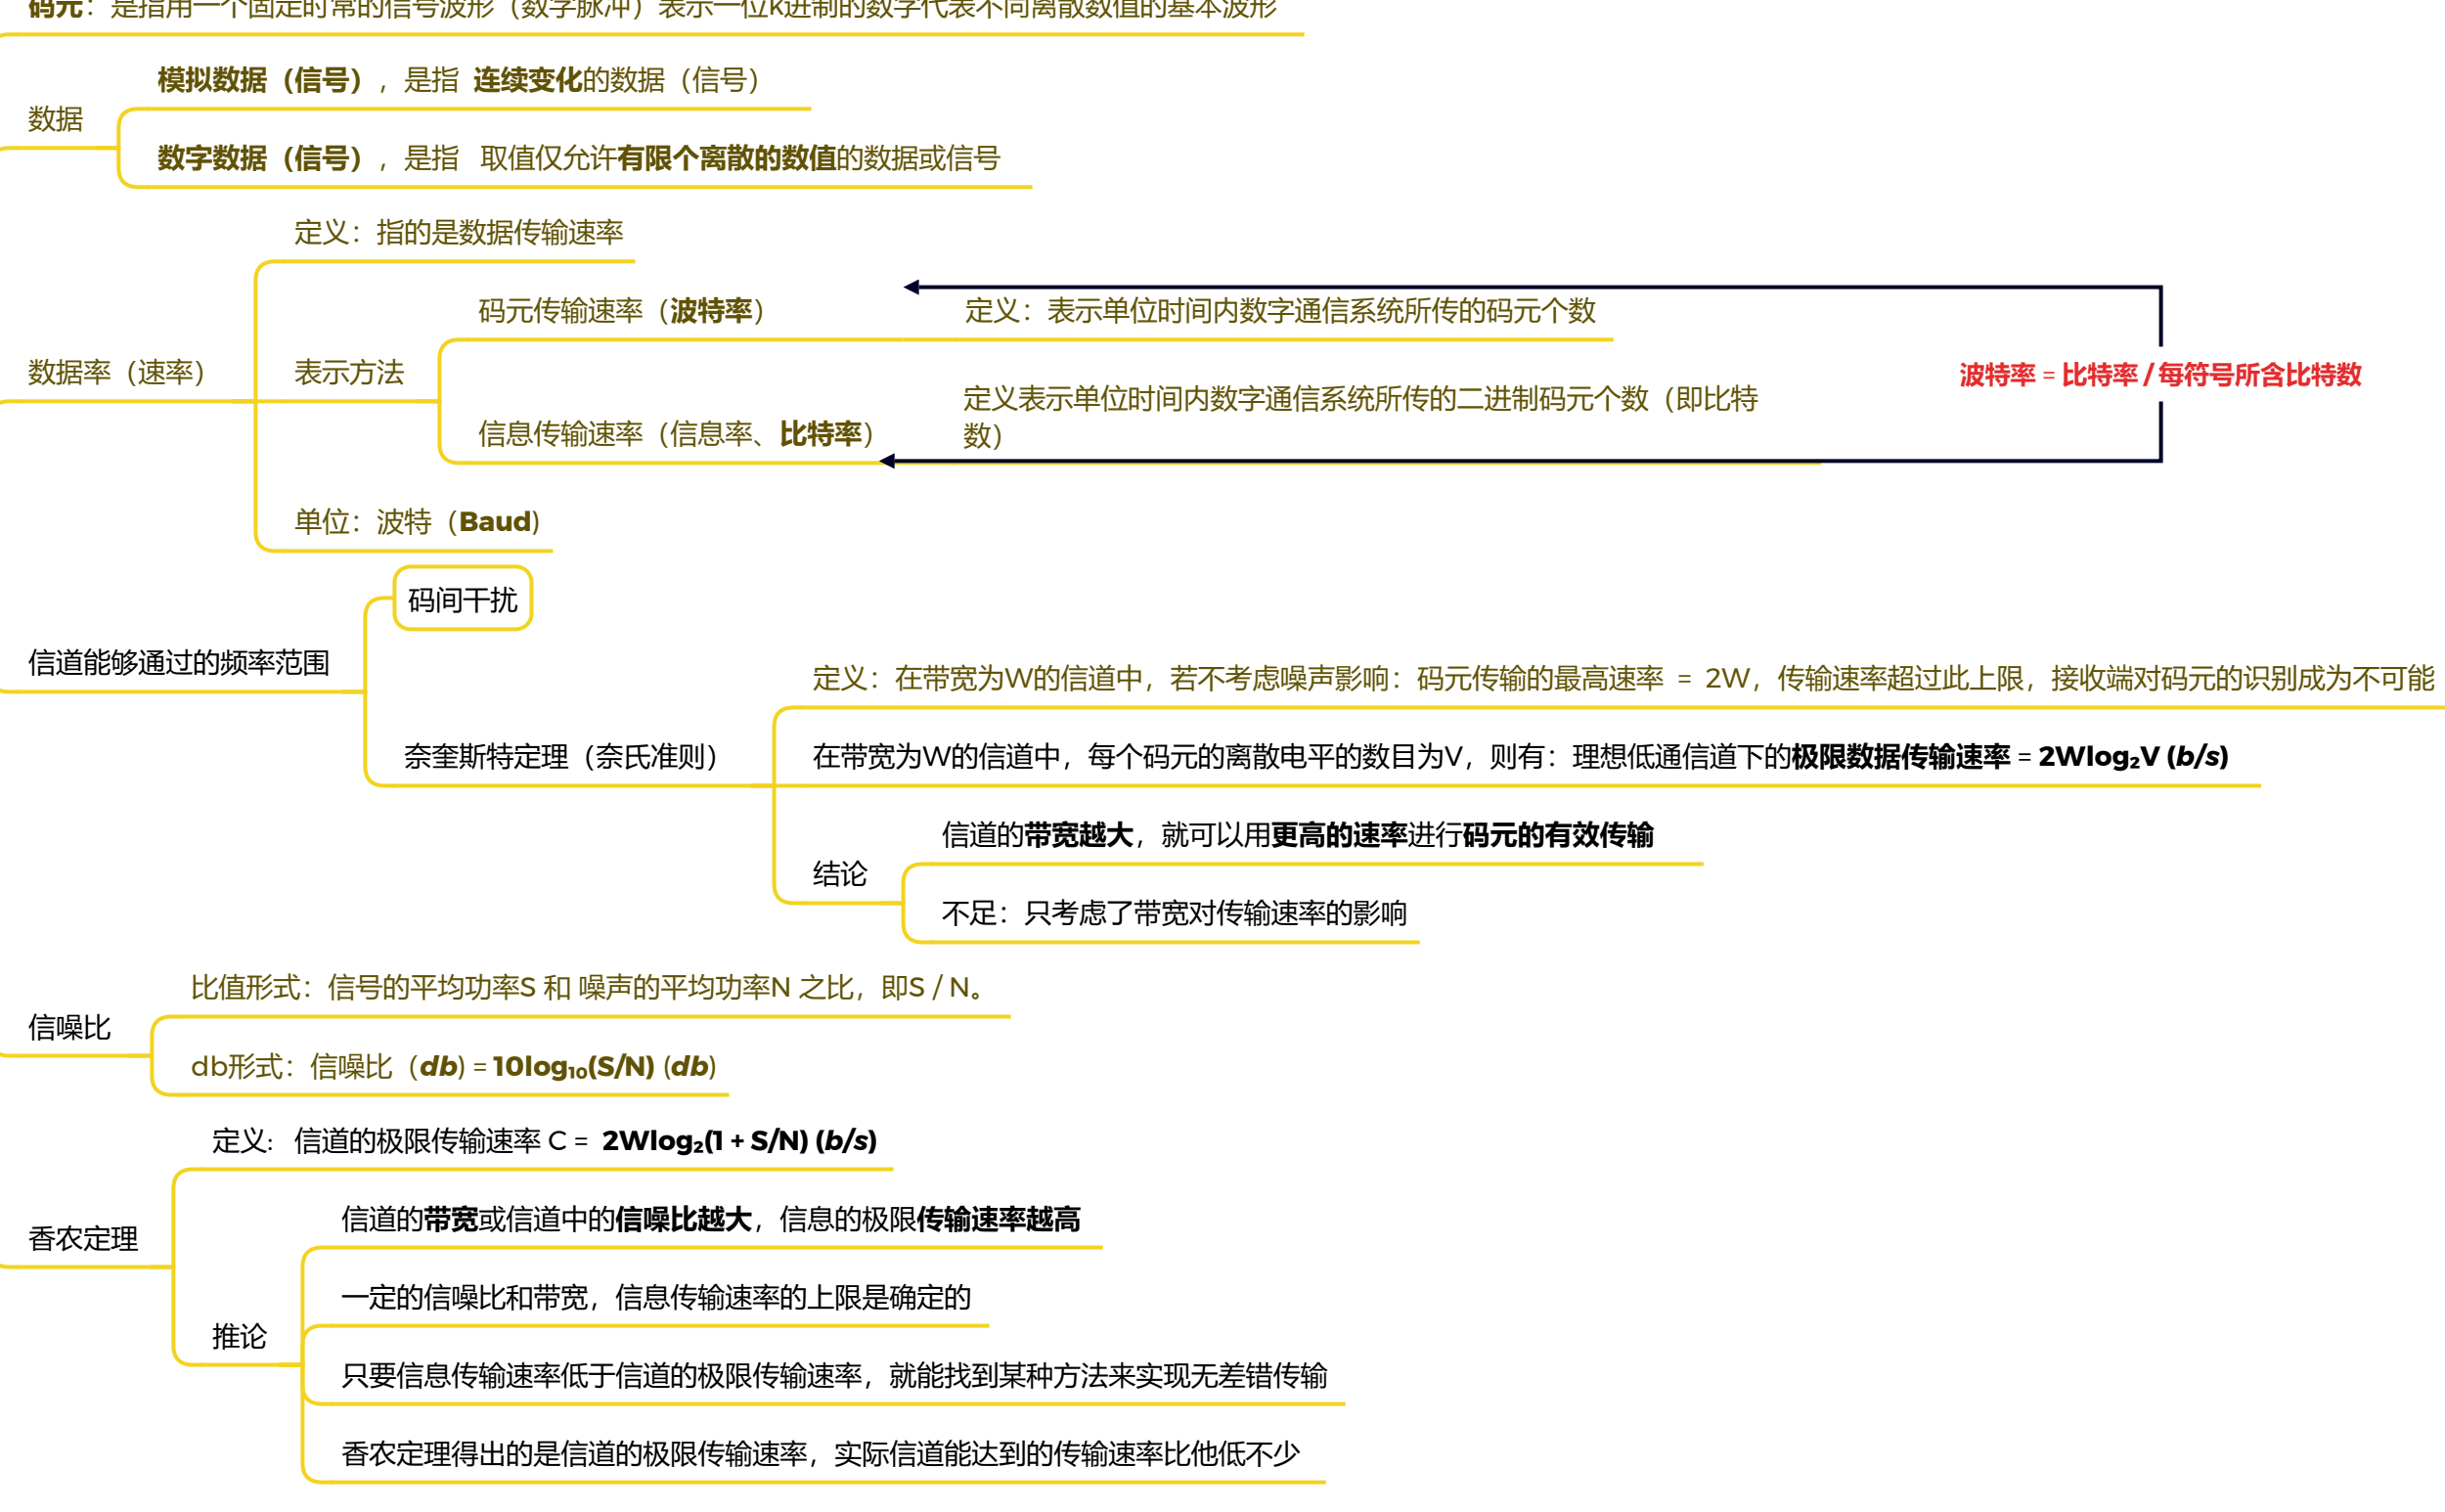 码元：是指用一个固定时常的信号波形（数字脉冲）表示一位k进制的数字代表不同离散数值的基本波形
模拟数据（信号），是指 连续变化的数据（信号）
数据
数字数据（信号），是指 取值仅允许有限个离散的数值的数据或信号
定义：指的是数据传输速率
码元传输速率（波特率）
定义：表示单位时间内数字通信系统所传的码元个数
数据率（速率）
表示方法
波特率 = 比特率 / 每符号所含比特数
信息传输速率（信息率、比特率）
定义表示单位时间内数字通信系统所传的二进制码元个数（即比特
数）
单位：波特（Baud)
码间干扰
信道能够通过的频率范围
定义：在带宽为W的信道中，若不考虑噪声影响：码元传输的最高速率 = 2W，传输速率超过此上限，接收端对码元的识别成为不可能
奈奎斯特定理（奈氏准则）
在带宽为W的信道中，每个码元的离散电平的数目为V，则有：理想低通信道下的极限数据传输速率 = 2Wlog₂V (b/s)
信道的带宽越大，就可以用更高的速率进行码元的有效传输
结论
不足：只考虑了带宽对传输速率的影响
比值形式：信号的平均功率S 和 噪声的平均功率N 之比，即S / N。
信噪比
db形式：信噪比（db) = 10log₁₀(S/N) (db)
定义: 信道的极限传输速率 C = 2Wlog₂(1 + S/N) (b/s)
信道的带宽或信道中的信噪比越大，信息的极限传输速率越高
香农定理
一定的信噪比和带宽，信息传输速率的上限是确定的
推论
只要信息传输速率低于信道的极限传输速率，就能找到某种方法来实现无差错传输
香农定理得出的是信道的极限传输速率，实际信道能达到的传输速率比他低不少